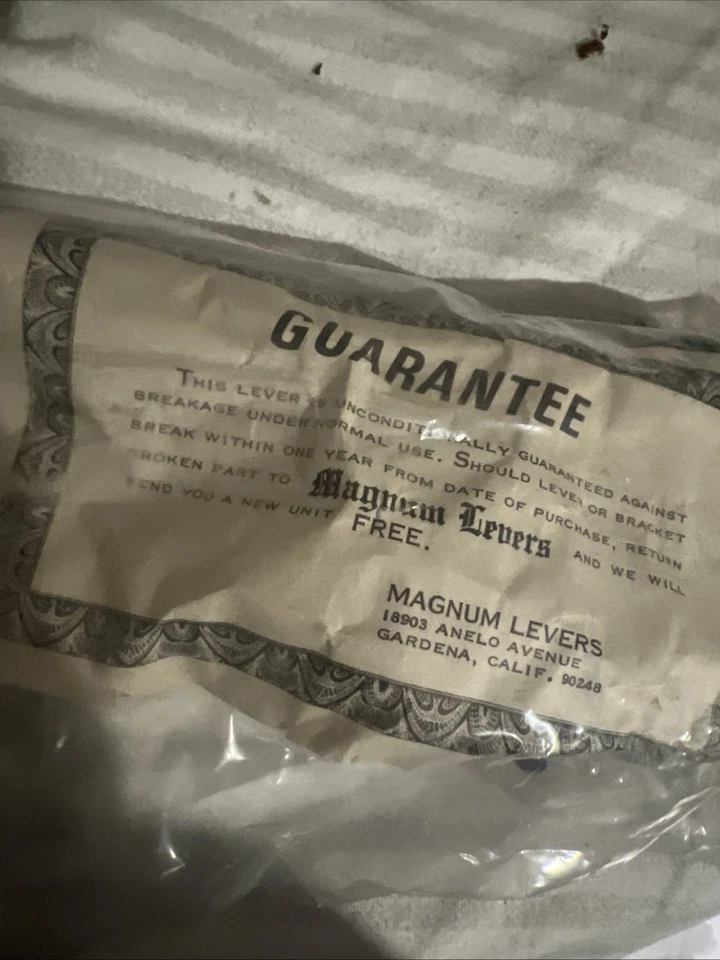 GUARANTEE
THIS LEVER IS UNCONDITIONALLY GUARANTEED AGAINST
BREAKAGE UNDER NORMAL USE. SHOULD LEVER OR BRACKET
BREAK WITHIN ONE YEAR FROM DATE OF PURCHASE, RETURN
BROKEN PART TO Magnum Levers AND WE WILL
SEND YOU A NEW UNIT FREE.
MAGNUM LEVERS
18903 ANELO AVENUE
GARDENA, CALIF. 90248